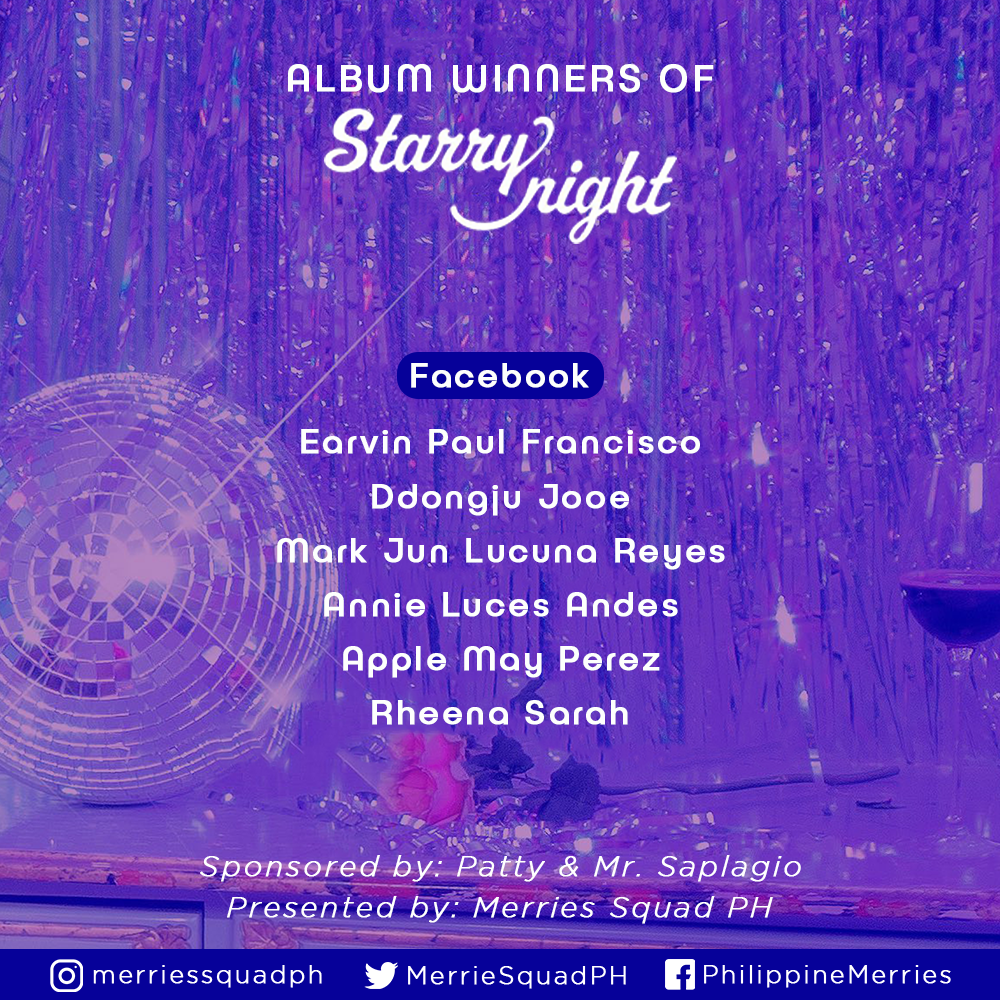 ALBUM WINNERS OF
Starry night
Facebook
Earvin Paul Francisco
Ddongju Jooe
Mark Jun Lucuna Reyes
Annie Luces Andes
Apple May Perez
Rheena Sarah
Sponsored by: Patty & Mr. Saplagio
Presented by: Merries Squad PH
merriessquadph MerrieSquadPH PhilippineMerries